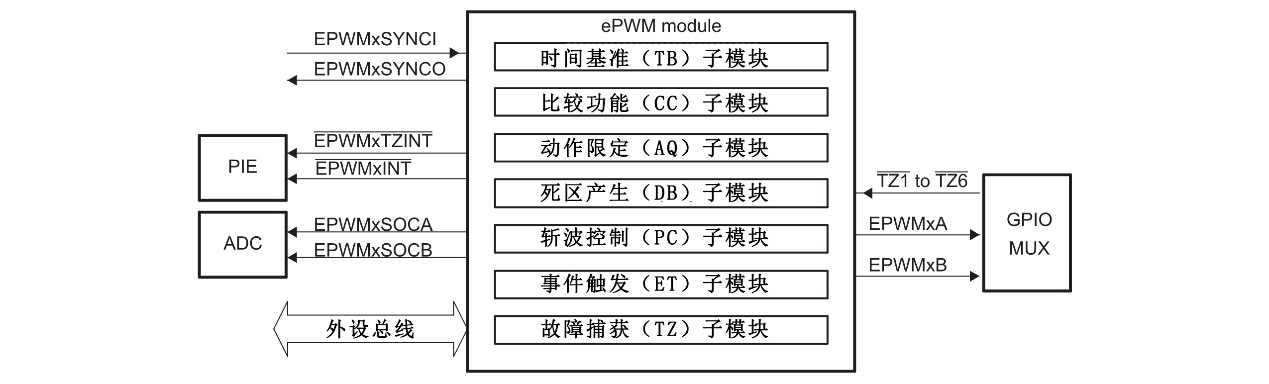 ePWM module
EPWMxSYNCI
EPWMxSYNCO
时间基准（TB）子模块
比较功能（CC）子模块
动作限定（AQ）子模块
死区产生（DB）子模块
斩波控制（PC）子模块
事件触发（ET）子模块
故障捕获（TZ）子模块
PIE
EPWMxTZINT
EPWMxINT
ADC
EPWMxSOCA
EPWMxSOCB
外设总线
TZ1 to TZ6
EPWMxA
EPWMxB
GPIO
MUX